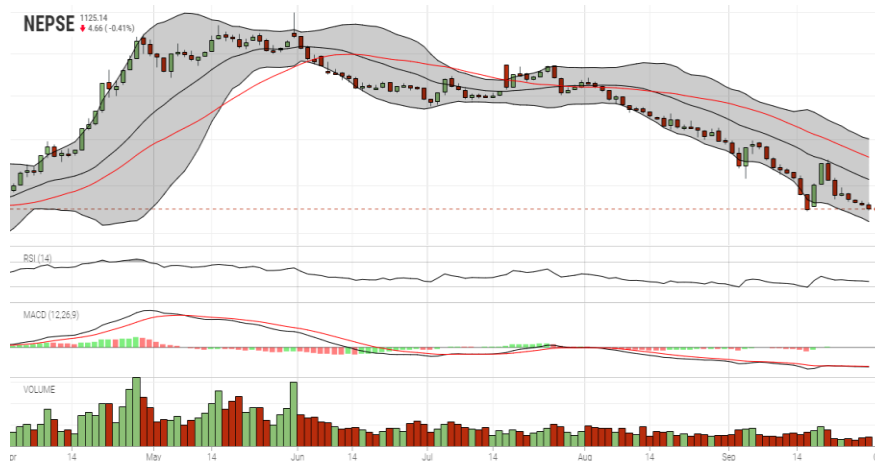 NEPSE
1125.14
4.66 ( -0.41%)
RSI (14)
MACD (12,26,9)
VOLUME
14 May 14 Jun 14 Jul 14 Aug 14 Sep 14